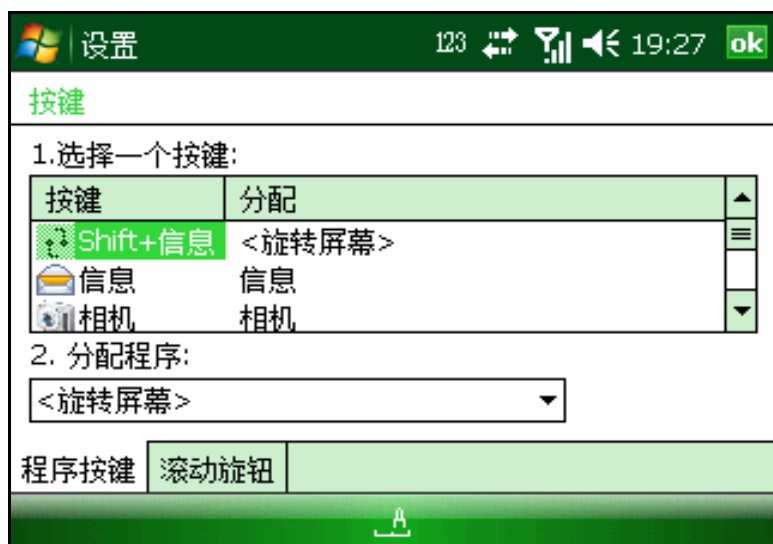 设置 123 19:27 ok
按键
1.选择一个按键:
按键 分配
Shift+信息 <旋转屏幕>
信息 信息
相机 相机
2. 分配程序:
<旋转屏幕>
程序按键 滚动旋钮
A